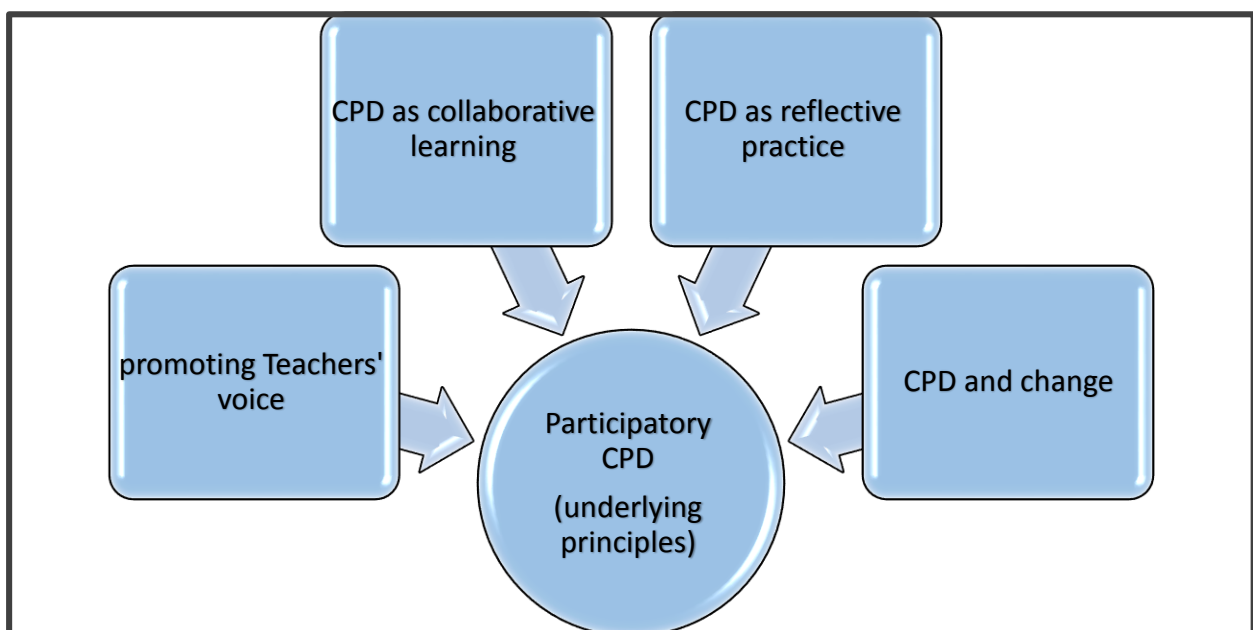 CPD as collaborative
learning
CPD as reflective
practice
promoting Teachers'
voice
CPD and change
Participatory
CPD
(underlying
principles)